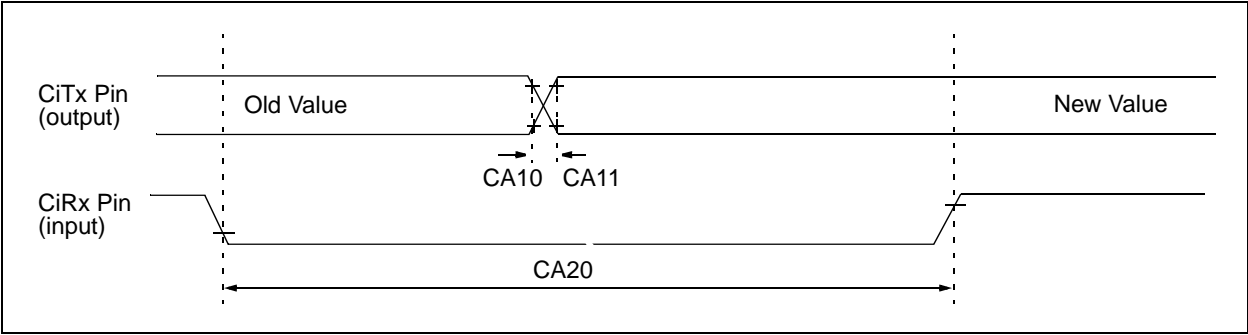 CiTx Pin
(output)
Old Value
New Value
CA10 CA11
CiRx Pin
(input)
CA20